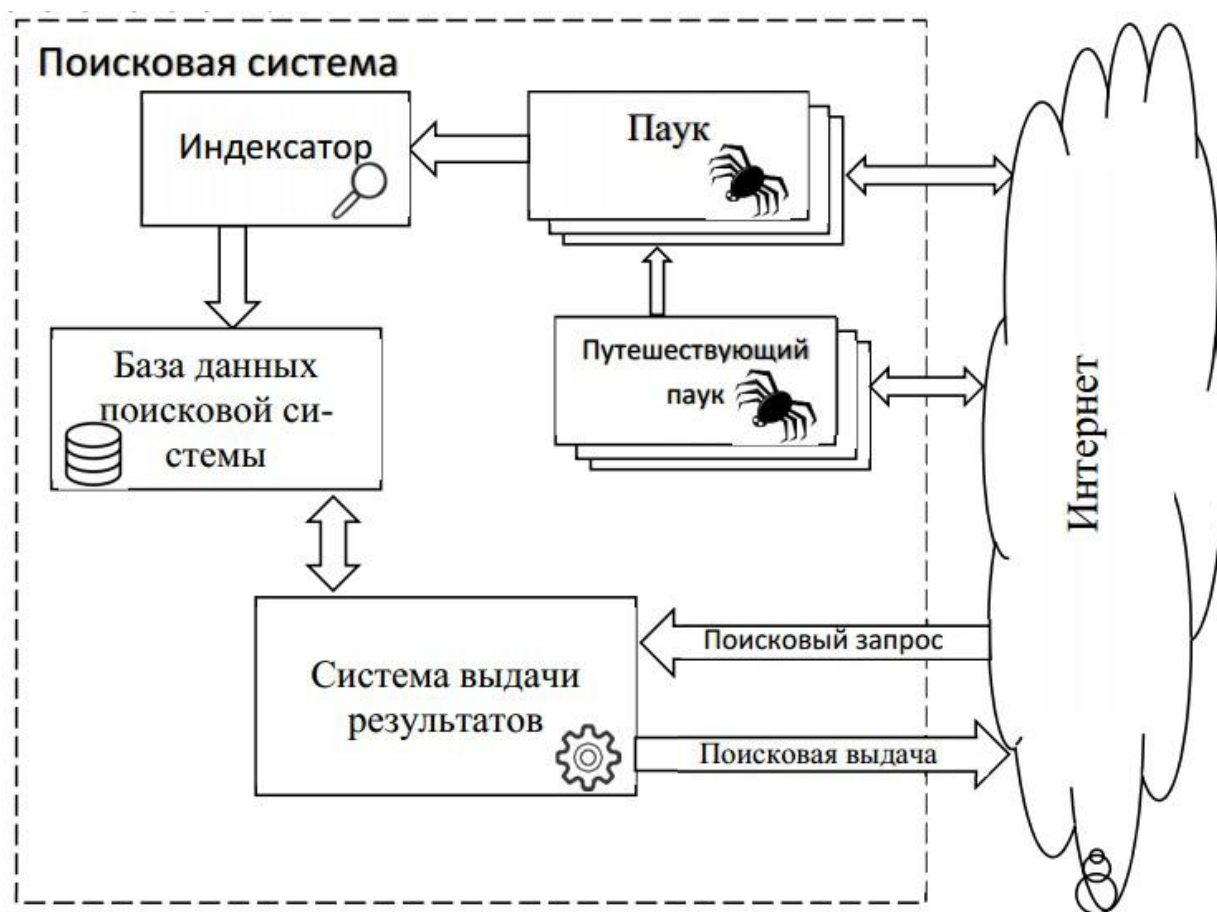 Поисковая система
Индексатор
Паук
База данных
поисковой си-
стемы
Путешествующий
паук
Интернет
Поисковый запрос
Система выдачи
результатов
Поисковая выдача